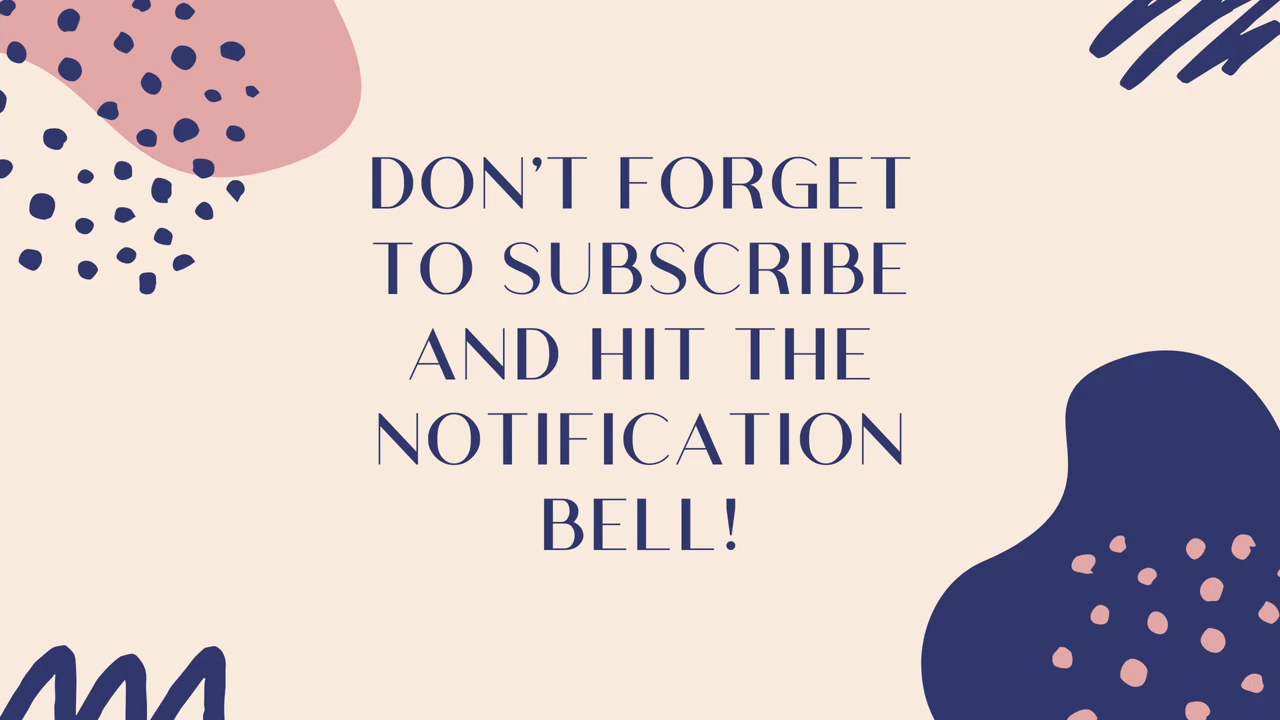 DON'T FORGET
TO SUBSCRIBE
AND HIT THE
NOTIFICATION
BELL!